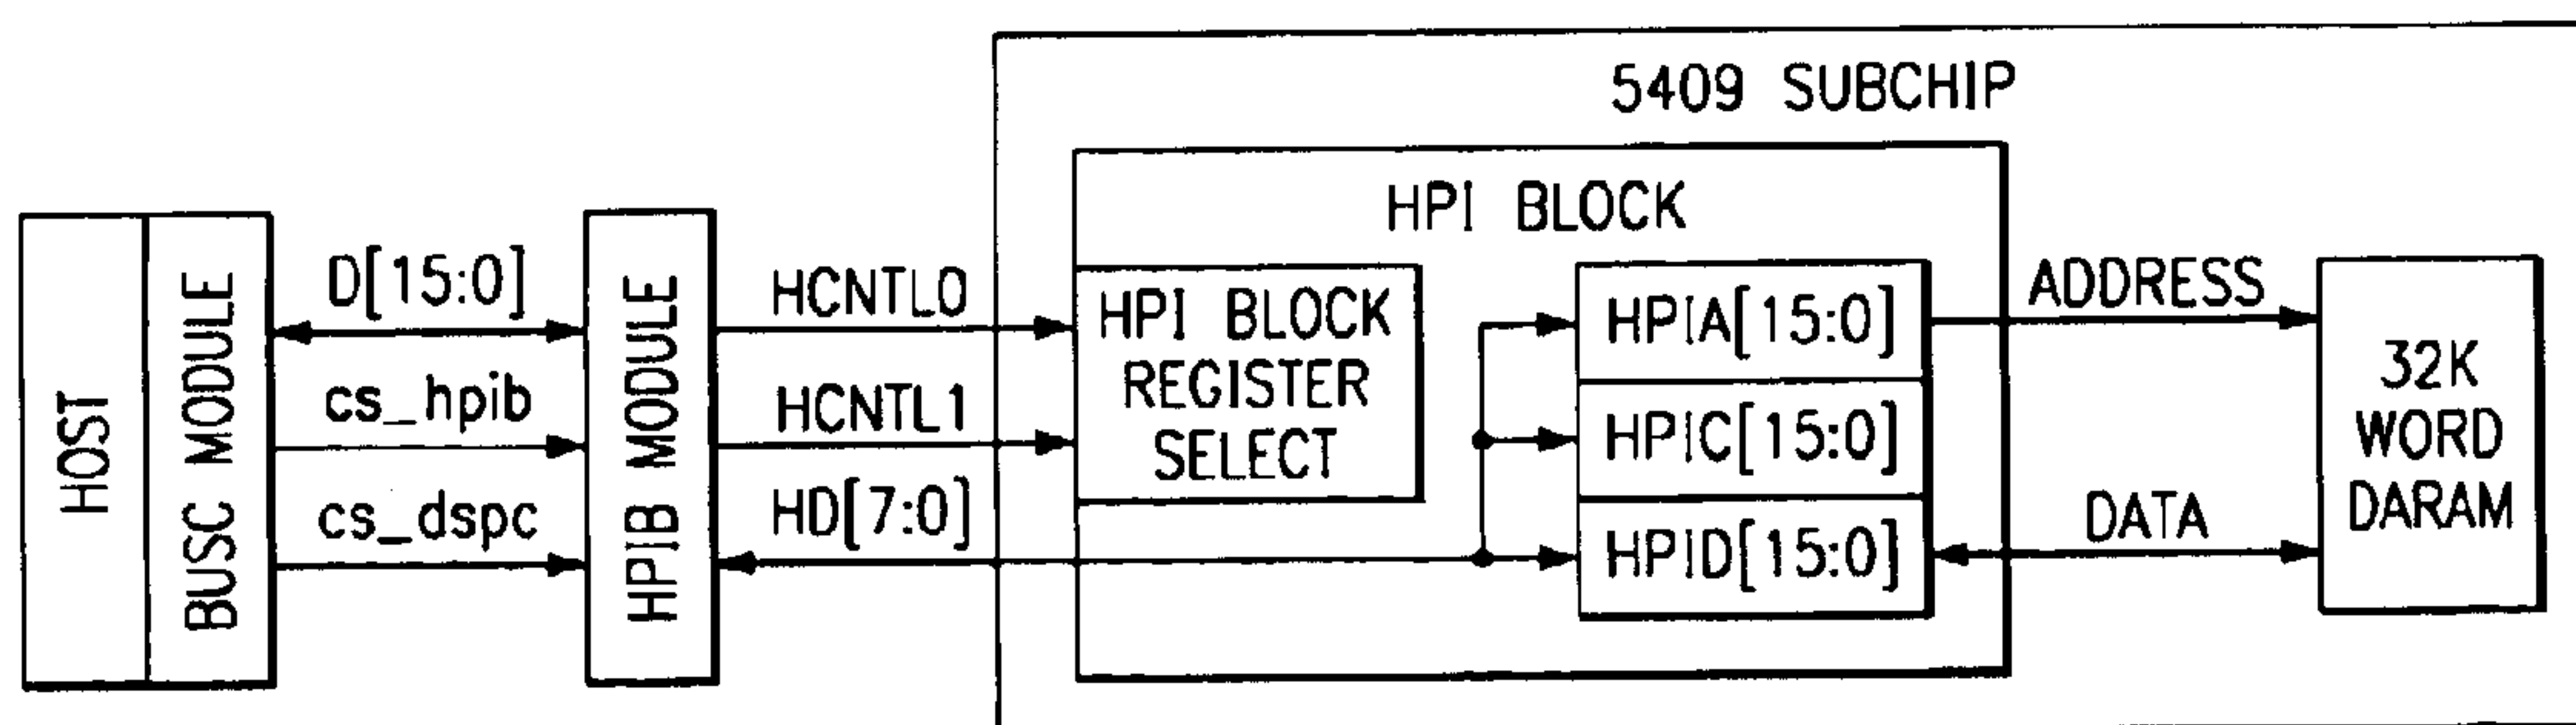 5409 SUBCHIP
HPI BLOCK
HOST
BUSC MODULE
D[15:0]
cs_hpib
cs_dspc
HPIB MODULE
HCNTL0
HCNTL1
HD[7:0]
HPI BLOCK
REGISTER
SELECT
HPIA[15:0]
HPIC[15:0]
HPID[15:0]
ADDRESS
DATA
32K
WORD
DARAM